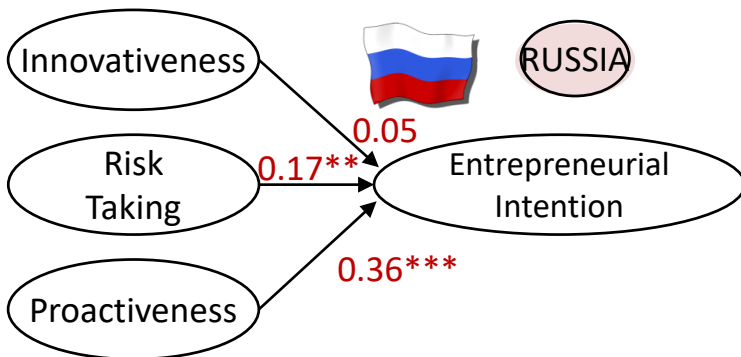 Innovativeness
RUSSIA
0.05
Risk
Taking
0.17**
Entrepreneurial
Intention
0.36***
Proactiveness